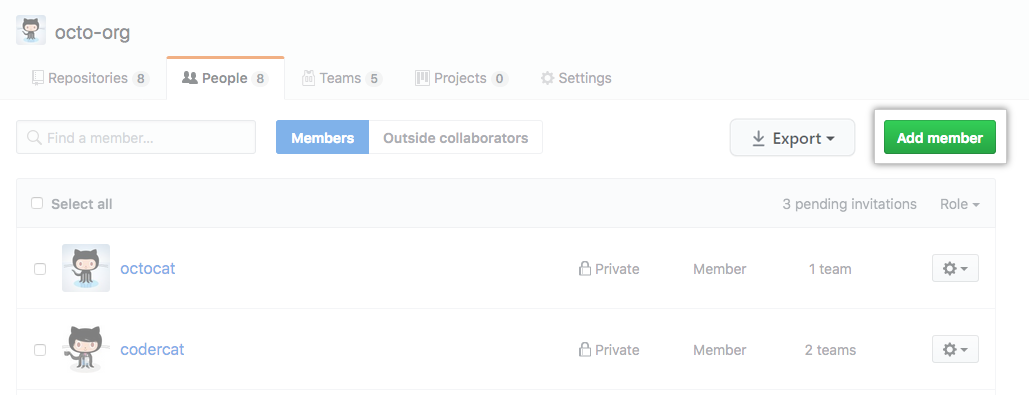 octo-org
Repositories 8 People 8 Teams 5 Projects 0 Settings
Find a member... Members Outside collaborators Export Add member
Select all 3 pending invitations Role
octocat Private Member 1 team
codercat Private Member 2 teams